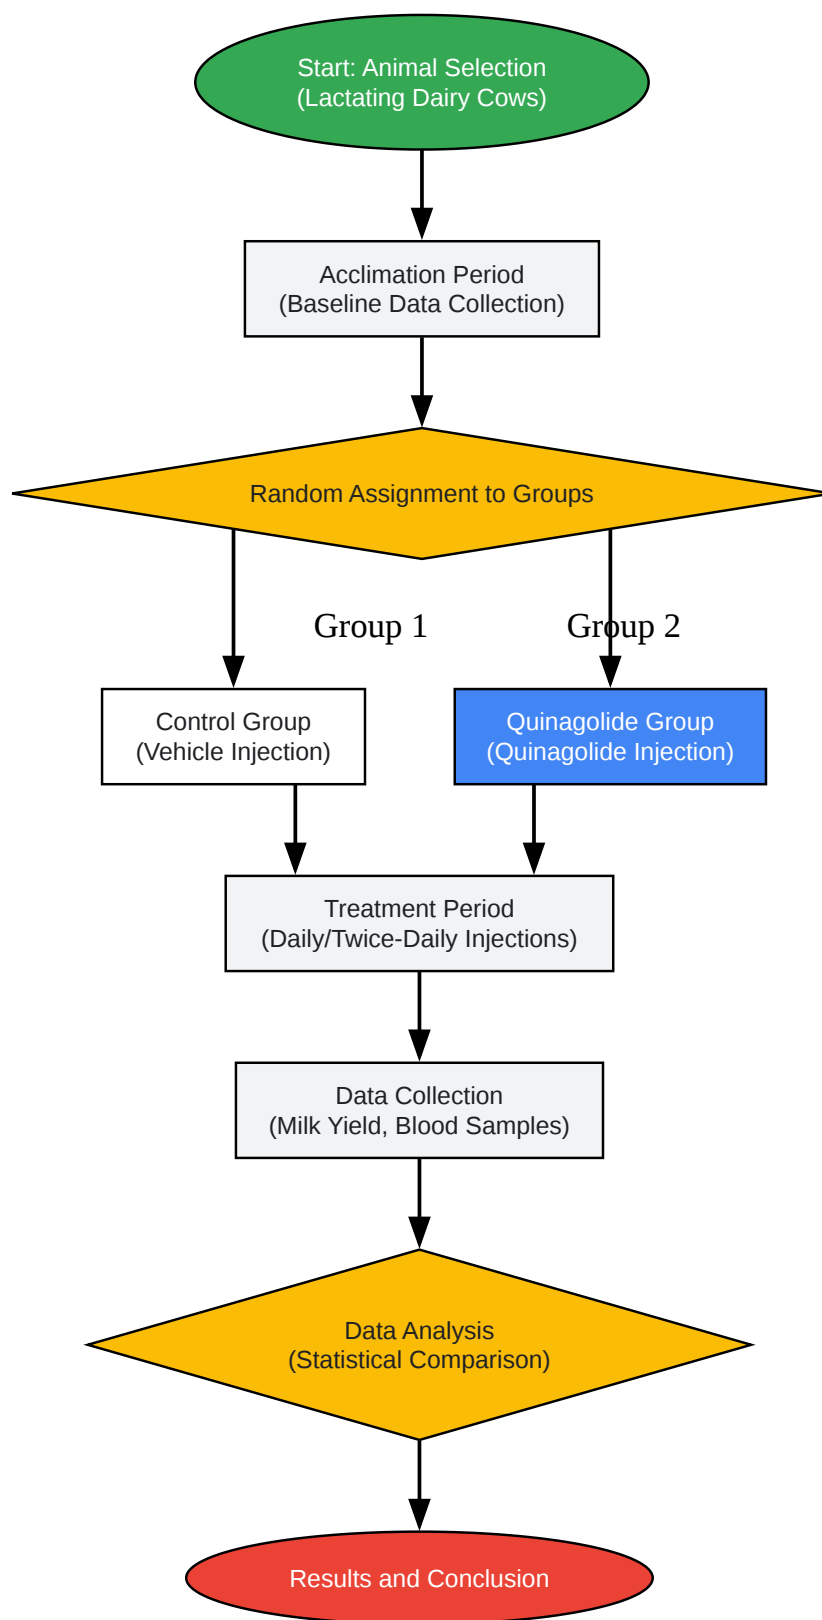 Start: Animal Selection
(Lactating Dairy Cows)
Acclimation Period
(Baseline Data Collection)
Random Assignment to Groups
Group 1
Group 2
Control Group
(Vehicle Injection)
Quinagolide Group
(Quinagolide Injection)
Treatment Period
(Daily/Twice-Daily Injections)
Data Collection
(Milk Yield, Blood Samples)
Data Analysis
(Statistical Comparison)
Results and Conclusion